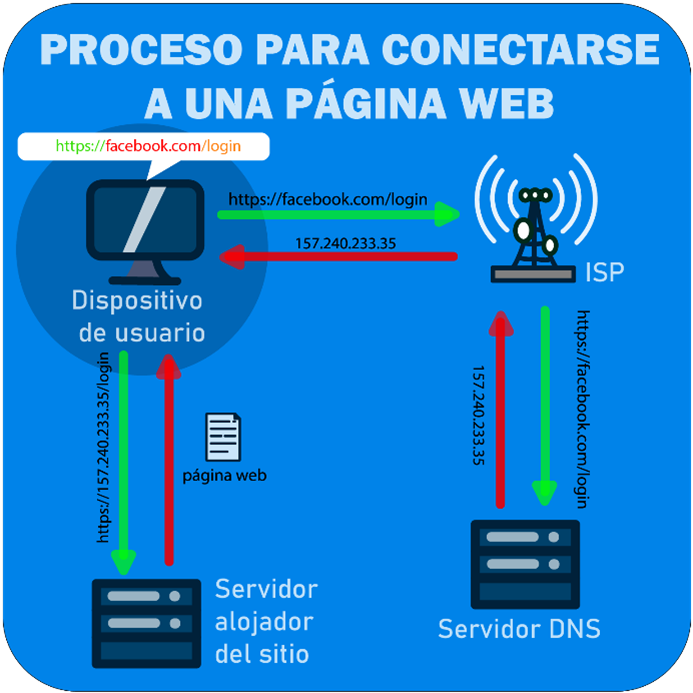 PROCESO PARA CONECTARSE
A UNA PÁGINA WEB
https://facebook.com/login
https://facebook.com/login
157.240.233.35
ISP
Dispositivo
de usuario
https://157.240.233.35/login
página web
157.240.233.35
https://facebook.com/login
Servidor
alojador
del sitio
Servidor DNS